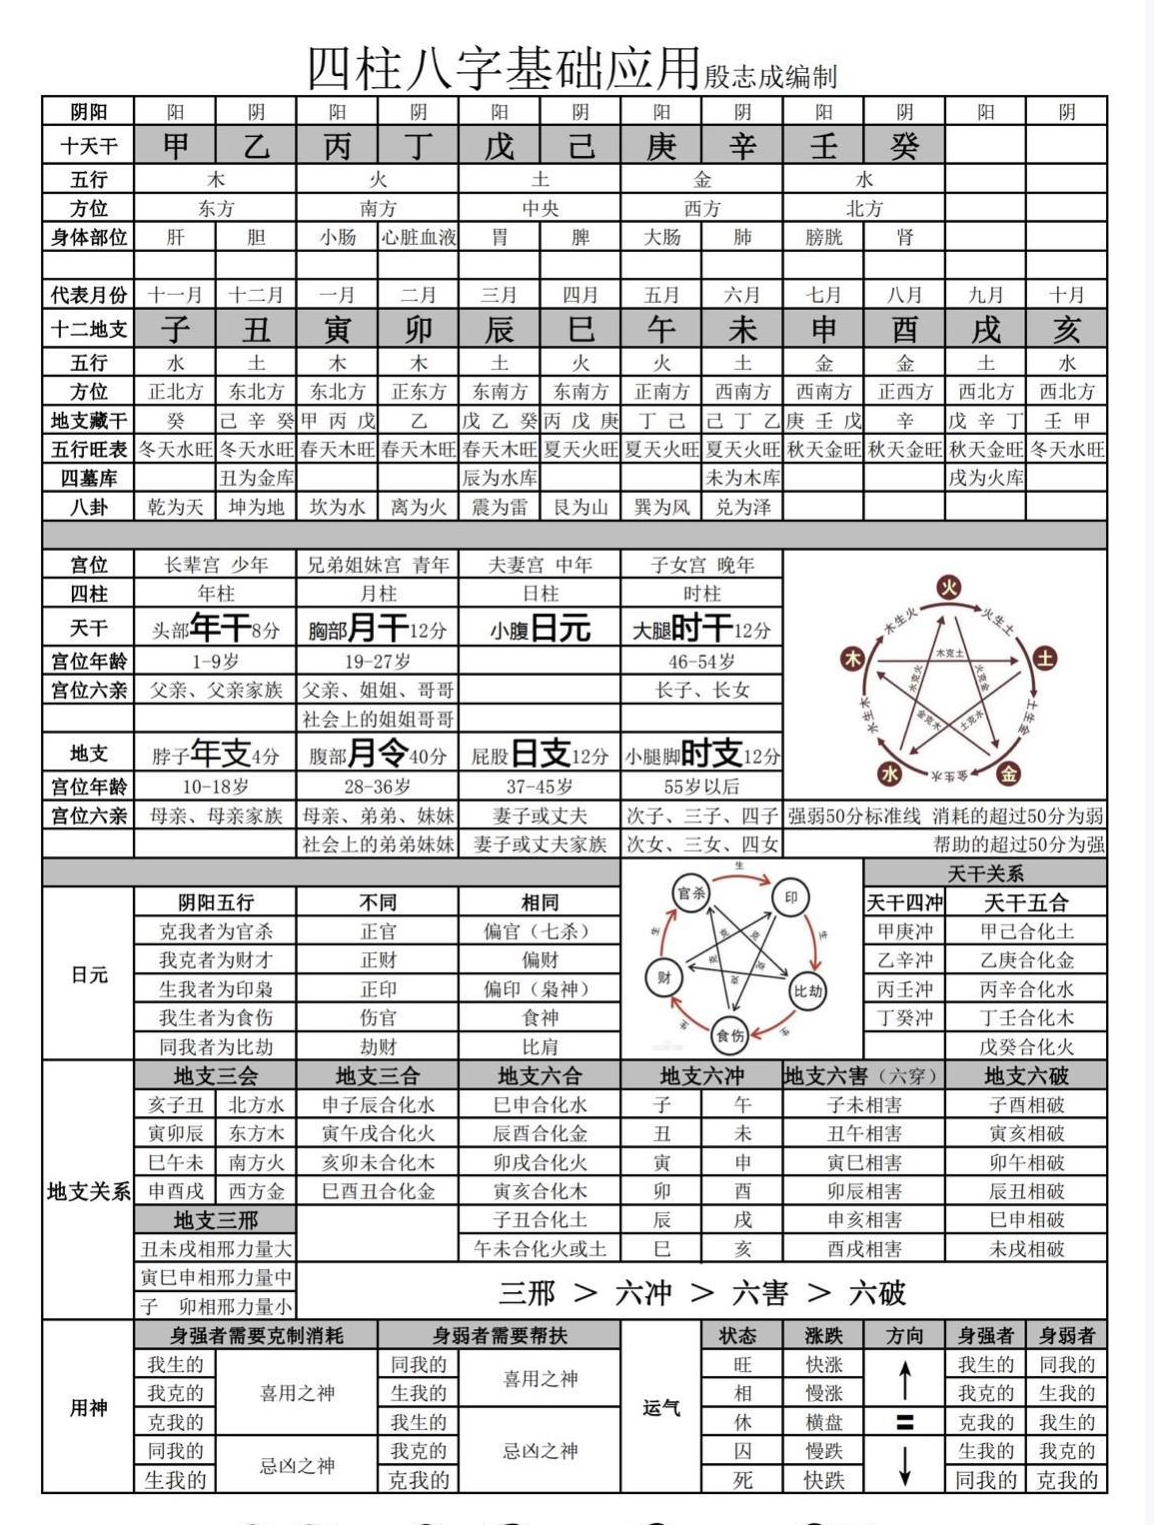 四柱八字基础应用殷志成编制
阴阳 阳 阴 阳 阴 阳 阴 阳 阴 阳 阴 阳 阴
十天干 甲 乙 丙 丁 戊 己 庚 辛 壬 癸
五行 木 火 土 金 水
方位 东方 南方 中央 西方 北方
身体部位 肝 胆 小肠 心脏血液 胃 脾 大肠 肺 膀胱 肾
代表月份 十一月 十二月 一月 二月 三月 四月 五月 六月 七月 八月 九月 十月
十二地支 子 丑 寅 卯 辰 巳 午 未 申 酉 戌 亥
五行 水 土 木 木 土 火 火 土 金 金 土 水
方位 正北方 东北方 东北方 正东方 东南方 东南方 正南方 西南方 西南方 正西方 西北方 西北方
地支藏干 癸 己 辛 癸 甲 丙 戊 乙 戊 乙 癸 丙 戊 庚 丁 己 己 丁 乙 庚 壬 戊 辛 戊 辛 丁 壬 甲
五行旺表 冬天水旺 冬天水旺 春天木旺 春天木旺 春天木旺 夏天火旺 夏天火旺 夏天火旺 秋天金旺 秋天金旺 秋天金旺 冬天水旺
四墓库 丑为金库 辰为水库 未为木库 戌为火库
八卦 乾为天 坤为地 坎为水 离为火 震为雷 艮为山 巽为风 兑为泽
宫位 长辈宫 少年 兄弟姐妹宫 青年 夫妻宫 中年 子女宫 晚年
四柱 年柱 月柱 日柱 时柱
天干 头部年干8分 胸部月干12分 小腹日元 大腿时干12分
宫位年龄 1-9岁 19-27岁 46-54岁
宫位六亲 父亲、父亲家族 父亲、姐姐、哥哥 长子、长女
社会上的姐姐哥哥
地支 脖子年支4分 腹部月令40分 屁股日支12分 小腿脚时支12分
宫位年龄 10-18岁 28-36岁 37-45岁 55岁以后
宫位六亲 母亲、母亲家族 母亲、弟弟、妹妹 妻子或丈夫 次子、三子、四子
社会上的弟弟妹妹 妻子或丈夫家族 次女、三女、四女
火
木生火
火生土
木
木克土
土
水克火
火克金
水生木
金克木
土克水
土生金
水
金生水
金
强弱50分标准线 消耗的超过50分为弱
帮助的超过50分为强
日元
阴阳五行 不同 相同
克我者为官杀 正官 偏官（七杀）
我克者为财才 正财 偏财
生我者为印枭 正印 偏印（枭神）
我生者为食伤 伤官 食神
同我者为比劫 劫财 比肩
生
官杀
印
生
生
克
克
克
克
克
财
比劫
生
食伤
生
天干关系
天干四冲 天干五合
甲庚冲 甲己合化土
乙辛冲 乙庚合化金
丙壬冲 丙辛合化水
丁癸冲 丁壬合化木
戊癸合化火
地支关系
地支三会 地支三合 地支六合 地支六冲 地支六害（六穿） 地支六破
亥子丑 北方水 申子辰合化水 巳申合化水 子 午 子未相害 子酉相破
寅卯辰 东方木 寅午戌合化火 辰酉合化金 丑 未 丑午相害 寅亥相破
巳午未 南方火 亥卯未合化木 卯戌合化火 寅 申 寅巳相害 卯午相破
申酉戌 西方金 巳酉丑合化金 寅亥合化木 卯 酉 卯辰相害 辰丑相破
地支三邢 子丑合化土 辰 戌 申亥相害 巳申相破
丑未戌相邢力量大 午未合化火或土 巳 亥 酉戌相害 未戌相破
寅巳申相邢力量中
子 卯相邢力量小
三邢 > 六冲 > 六害 > 六破
用神
身强者需要克制消耗 身弱者需要帮扶
我生的 同我的
我克的 喜用之神 生我的 喜用之神
克我的 我生的
同我的 忌凶之神 我克的 忌凶之神
生我的 克我的
运气
状态 涨跌 方向 身强者 身弱者
旺 快涨 ↑ 我生的 同我的
相 慢涨 我克的 生我的
休 横盘 = 克我的 我生的
囚 慢跌 ↓ 生我的 我克的
死 快跌 同我的 克我的